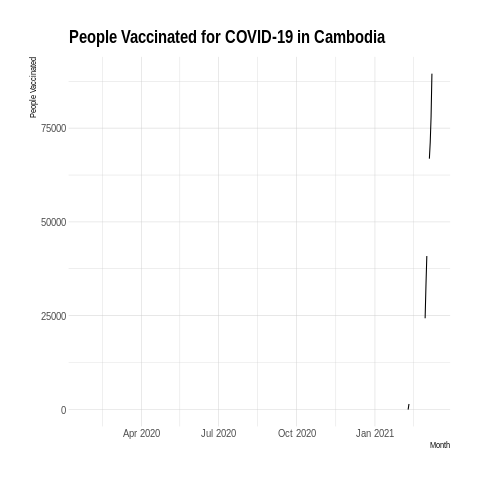 People Vaccinated for COVID-19 in Cambodia
People Vaccinated
75000
50000
25000
0
Apr 2020 Jul 2020 Oct 2020 Jan 2021
Month